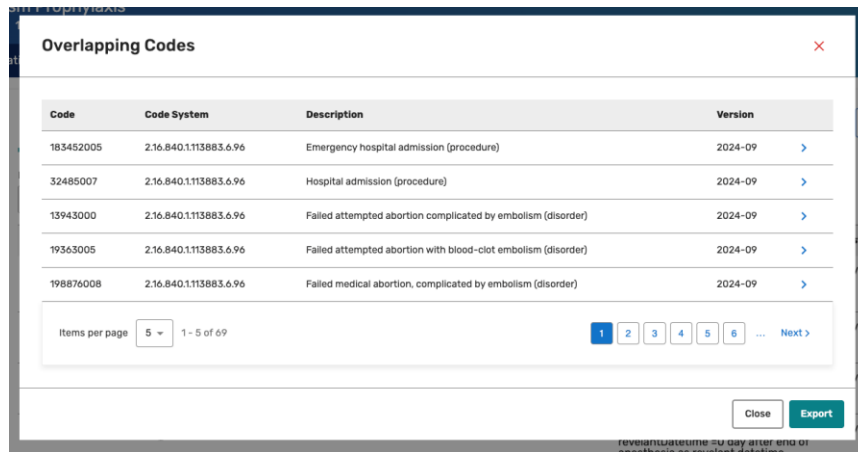 Overlapping Codes
Code Code System Description Version
183452005 2.16.840.1.113883.6.96 Emergency hospital admission (procedure) 2024-09
32485007 2.16.840.1.113883.6.96 Hospital admission (procedure) 2024-09
13943000 2.16.840.1.113883.6.96 Failed attempted abortion complicated by embolism (disorder) 2024-09
19363005 2.16.840.1.113883.6.96 Failed attempted abortion with blood-clot embolism (disorder) 2024-09
198876008 2.16.840.1.113883.6.96 Failed medical abortion, complicated by embolism (disorder) 2024-09
Items per page 5 1 - 5 of 69 1 2 3 4 5 6 ... Next >
Close Export
revelantDatetime =0 day after end of